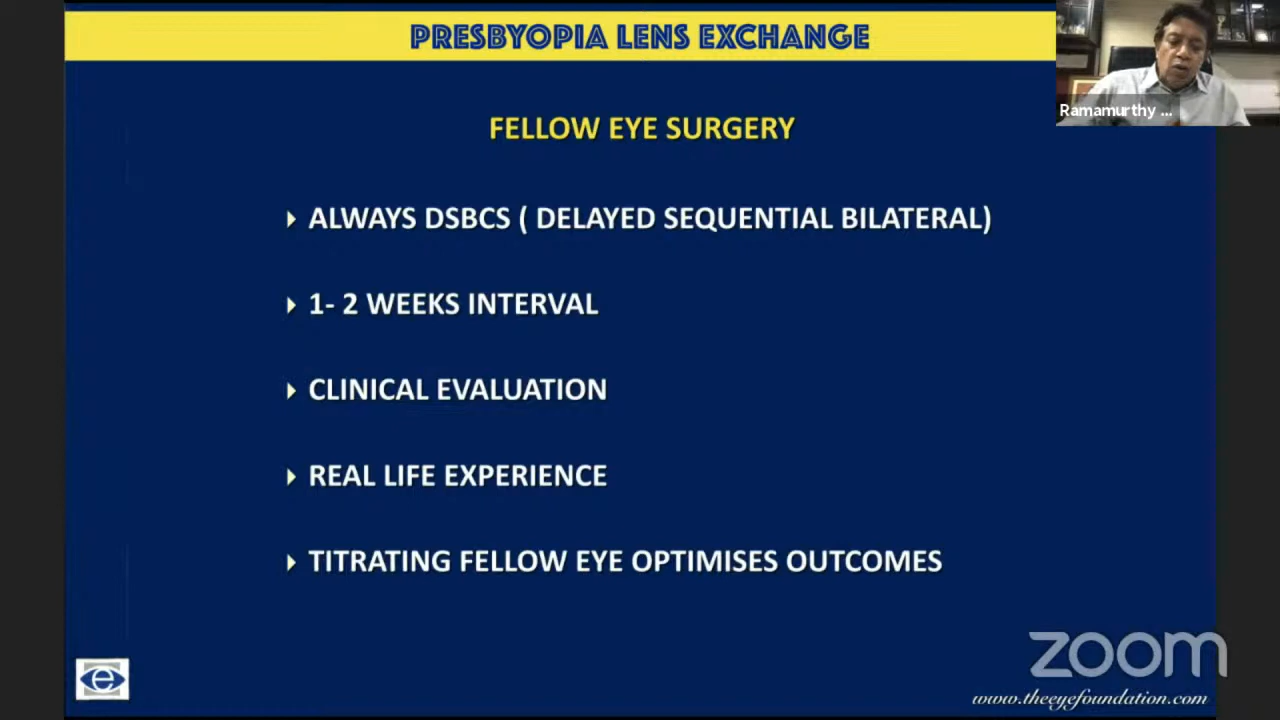 PRESBYOPIA LENS EXCHANGE
Ramamurthy ...
FELLOW EYE SURGERY
ALWAYS DSBCS ( DELAYED SEQUENTIAL BILATERAL)
1- 2 WEEKS INTERVAL
CLINICAL EVALUATION
REAL LIFE EXPERIENCE
TITRATING FELLOW EYE OPTIMISES OUTCOMES
zoom
e
www.theeyefoundation.com